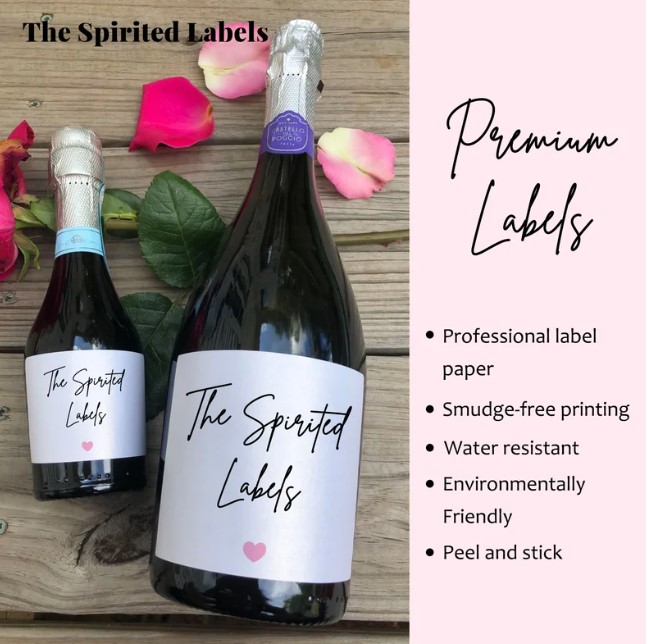 The Spirited Labels
Premium
Labels
• Professional label
paper
• Smudge-free printing
• Water resistant
• Environmentally
Friendly
• Peel and stick
The Spirited
Labels
The Spirited
Labels